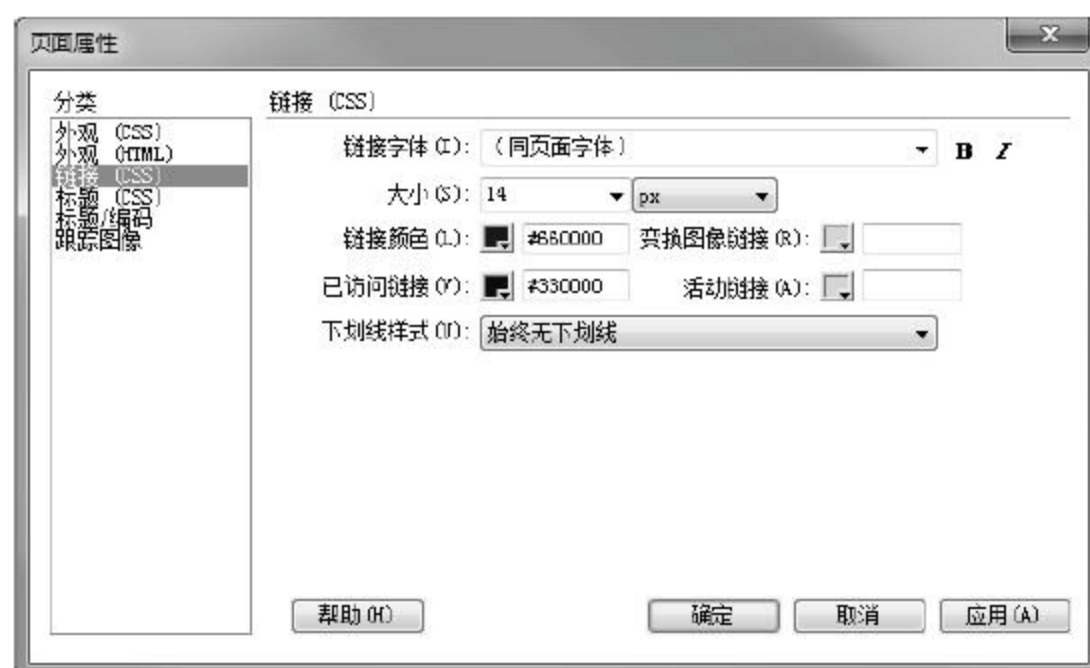 页面属性
分类
外观 (CSS)
外观 (HTML)
链接 (CSS)
标题 (CSS)
标题/编码
跟踪图像
链接 (CSS)
链接字体(I): (同页面字体) B I
大小(S): 14 px
链接颜色(L): #660000 变换图像链接(R):
已访问链接(V): #330000 活动链接(A):
下划线样式(U): 始终无下划线
帮助(H) 确定 取消 应用(A)